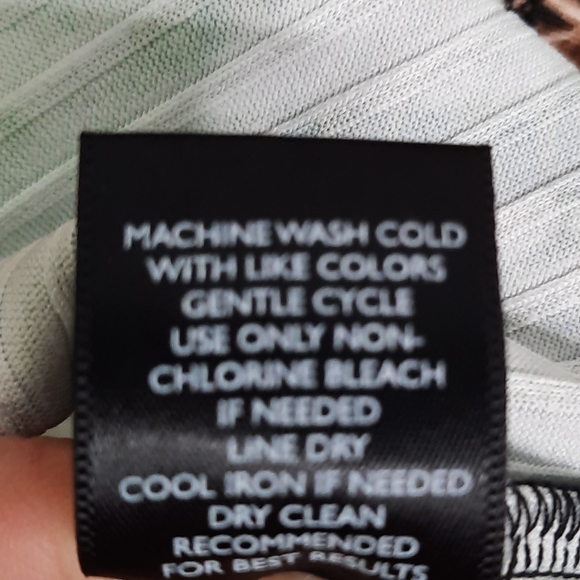 MACHINE WASH COLD
WITH LIKE COLORS
GENTLE CYCLE
USE ONLY NON-
CHLORINE BLEACH
IF NEEDED
LINE DRY
COOL IRON IF NEEDED
DRY CLEAN
RECOMMENDED
FOR BEST RESULTS